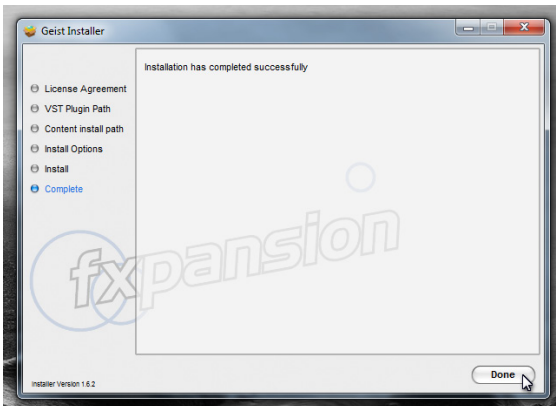 Geist Installer
Installation has completed successfully
License Agreement
VST Plugin Path
Content install path
Install Options
Install
Complete
fxpansion
Done
Installer Version 1.6.2